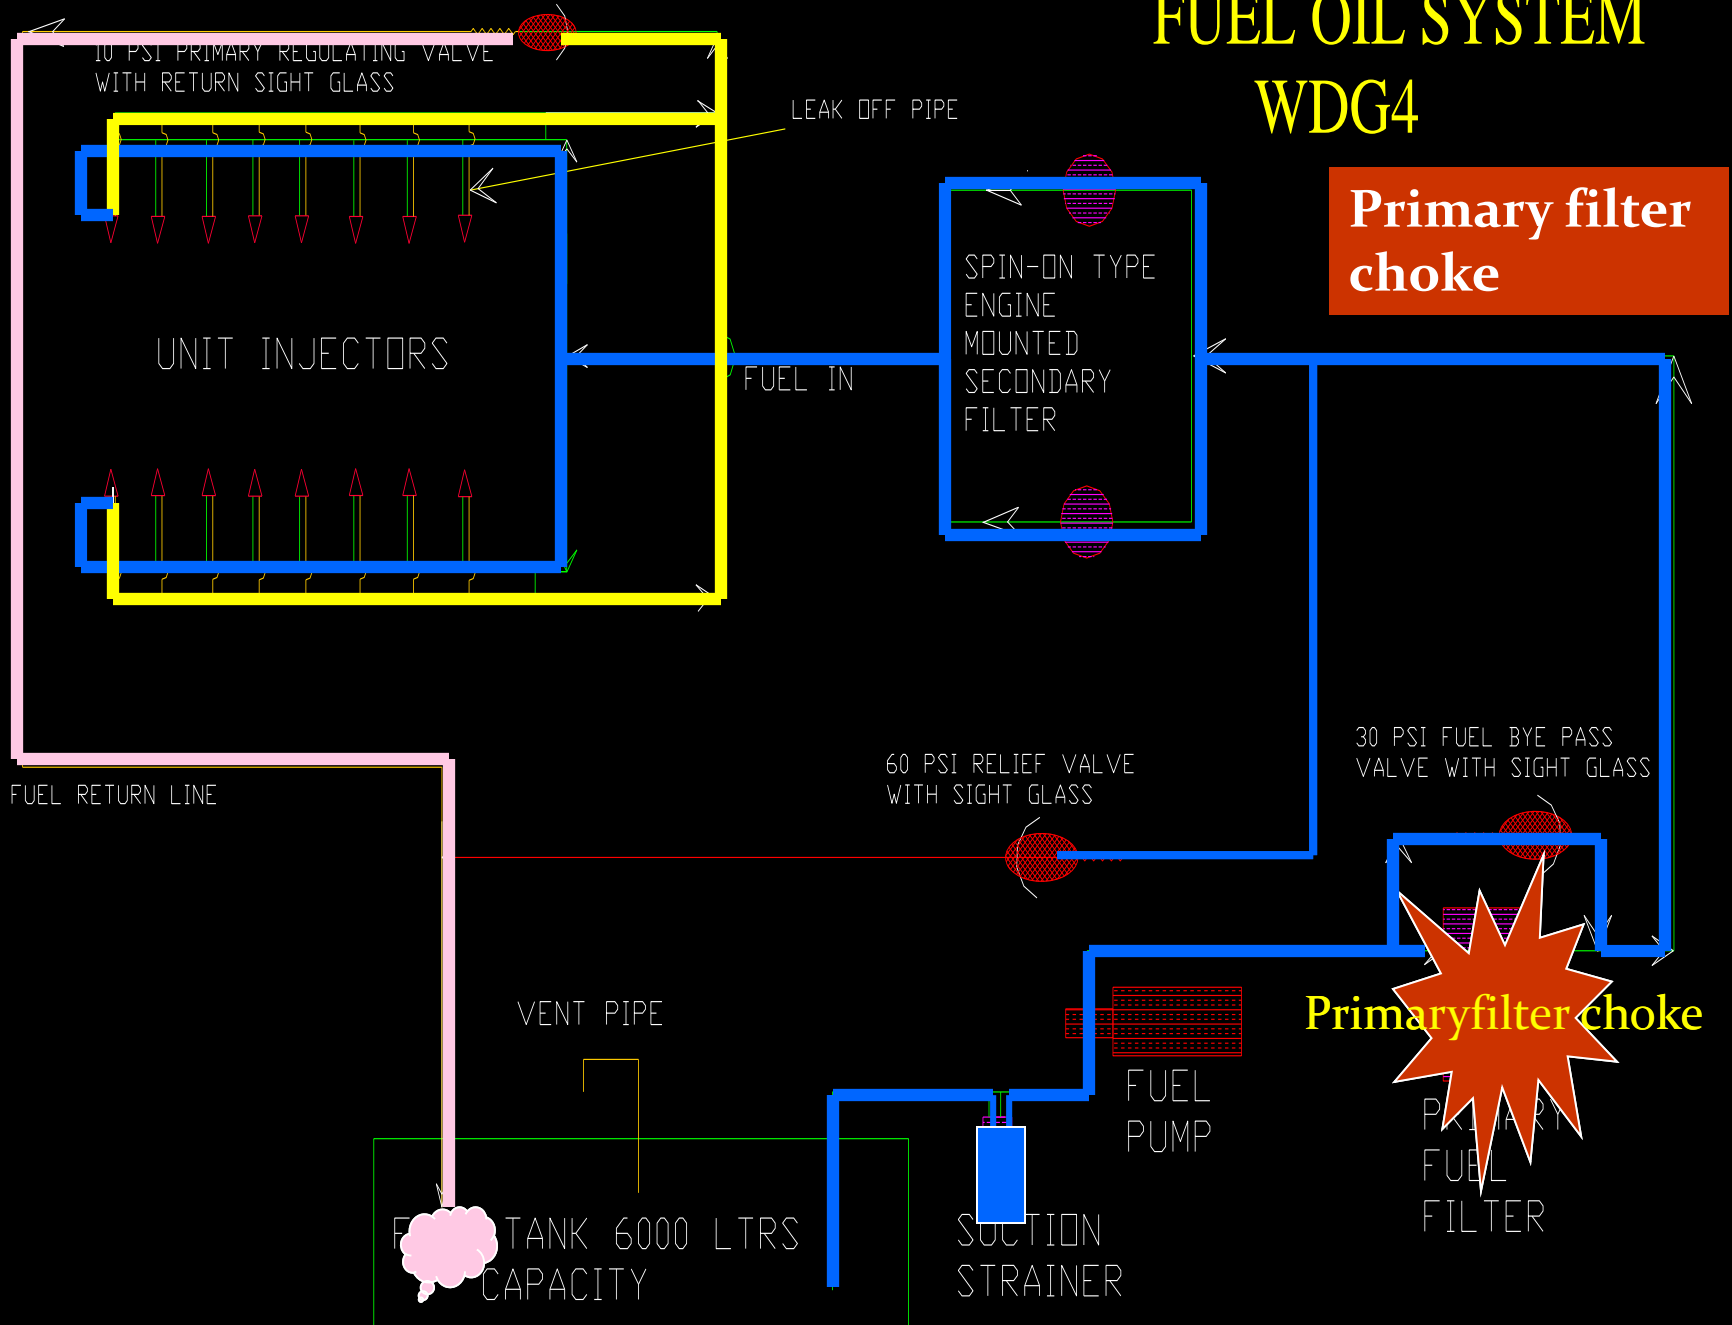 FUEL OIL SYSTEM
WDG4
Primary filter
choke
10 PSI PRIMARY REGULATING VALVE
WITH RETURN SIGHT GLASS
LEAK OFF PIPE
SPIN-ON TYPE
ENGINE
MOUNTED
SECONDARY
FILTER
UNIT INJECTORS
FUEL IN
30 PSI FUEL BYE PASS
VALVE WITH SIGHT GLASS
60 PSI RELIEF VALVE
WITH SIGHT GLASS
FUEL RETURN LINE
VENT PIPE
Primaryfilter choke
FUEL
PUMP
PRIMARY
FUEL
FILTER
TANK 6000 LTRS
CAPACITY
SUCTION
STRAINER